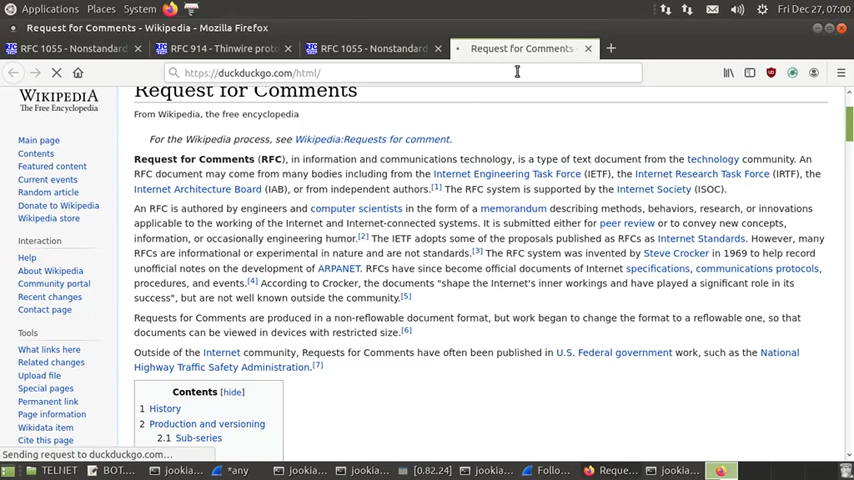 Applications Places System Fri Dec 27, 07:00
Request for Comments - Wikipedia - Mozilla Firefox
RFC 1055 - Nonstandard RFC 914 - Thinwire proto RFC 1055 - Nonstandard Request for Comments -
https://duckduckgo.com/html/
WIKIPEDIA
The Free Encyclopedia
Main page
Contents
Featured content
Current events
Random article
Donate to Wikipedia
Wikipedia store
Interaction
Help
About Wikipedia
Community portal
Recent changes
Contact page
Tools
What links here
Related changes
Upload file
Special pages
Permanent link
Page information
Wikidata item
Cite this page
Request for Comments
From Wikipedia, the free encyclopedia
For the Wikipedia process, see Wikipedia:Requests for comment.
Request for Comments (RFC), in information and communications technology, is a type of text document from the technology community. An
RFC document may come from many bodies including from the Internet Engineering Task Force (IETF), the Internet Research Task Force (IRTF), the
Internet Architecture Board (IAB), or from independent authors.[1] The RFC system is supported by the Internet Society (ISOC).
An RFC is authored by engineers and computer scientists in the form of a memorandum describing methods, behaviors, research, or innovations
applicable to the working of the Internet and Internet-connected systems. It is submitted either for peer review or to convey new concepts,
information, or occasionally engineering humor.[2] The IETF adopts some of the proposals published as RFCs as Internet Standards. However, many
RFCs are informational or experimental in nature and are not standards.[3] The RFC system was invented by Steve Crocker in 1969 to help record
unofficial notes on the development of ARPANET. RFCs have since become official documents of Internet specifications, communications protocols,
procedures, and events.[4] According to Crocker, the documents "shape the Internet's inner workings and have played a significant role in its
success", but are not well known outside the community.[5]
Requests for Comments are produced in a non-reflowable document format, but work began to change the format to a reflowable one, so that
documents can be viewed in devices with restricted size.[6]
Outside of the Internet community, Requests for Comments have often been published in U.S. Federal government work, such as the National
Highway Traffic Safety Administration.[7]
Contents [hide]
1 History
2 Production and versioning
2.1 Sub-series
Sending request to duckduckgo.com...
TELNET BOT.... jookia... *any jookia... jookia... [0.82.24] jookia... Follo... Reque... jookia...